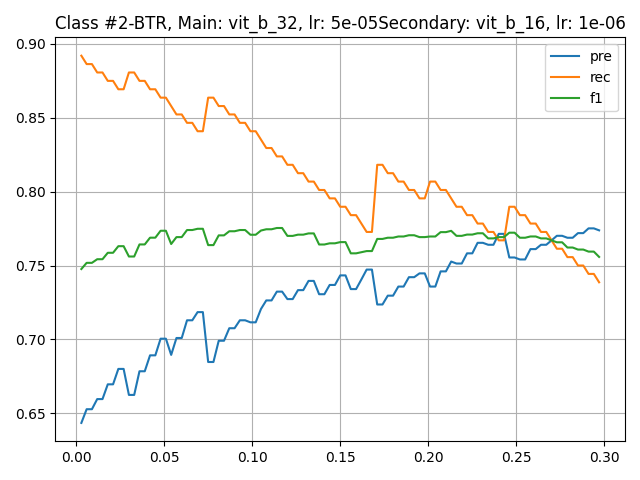 Class #2-BTR, Main: vit_b_32, lr: 5e-05Secondary: vit_b_16, lr: 1e-06
0.90
0.85
0.80
0.75
0.70
0.65
pre
rec
f1
0.00 0.05 0.10 0.15 0.20 0.25 0.30